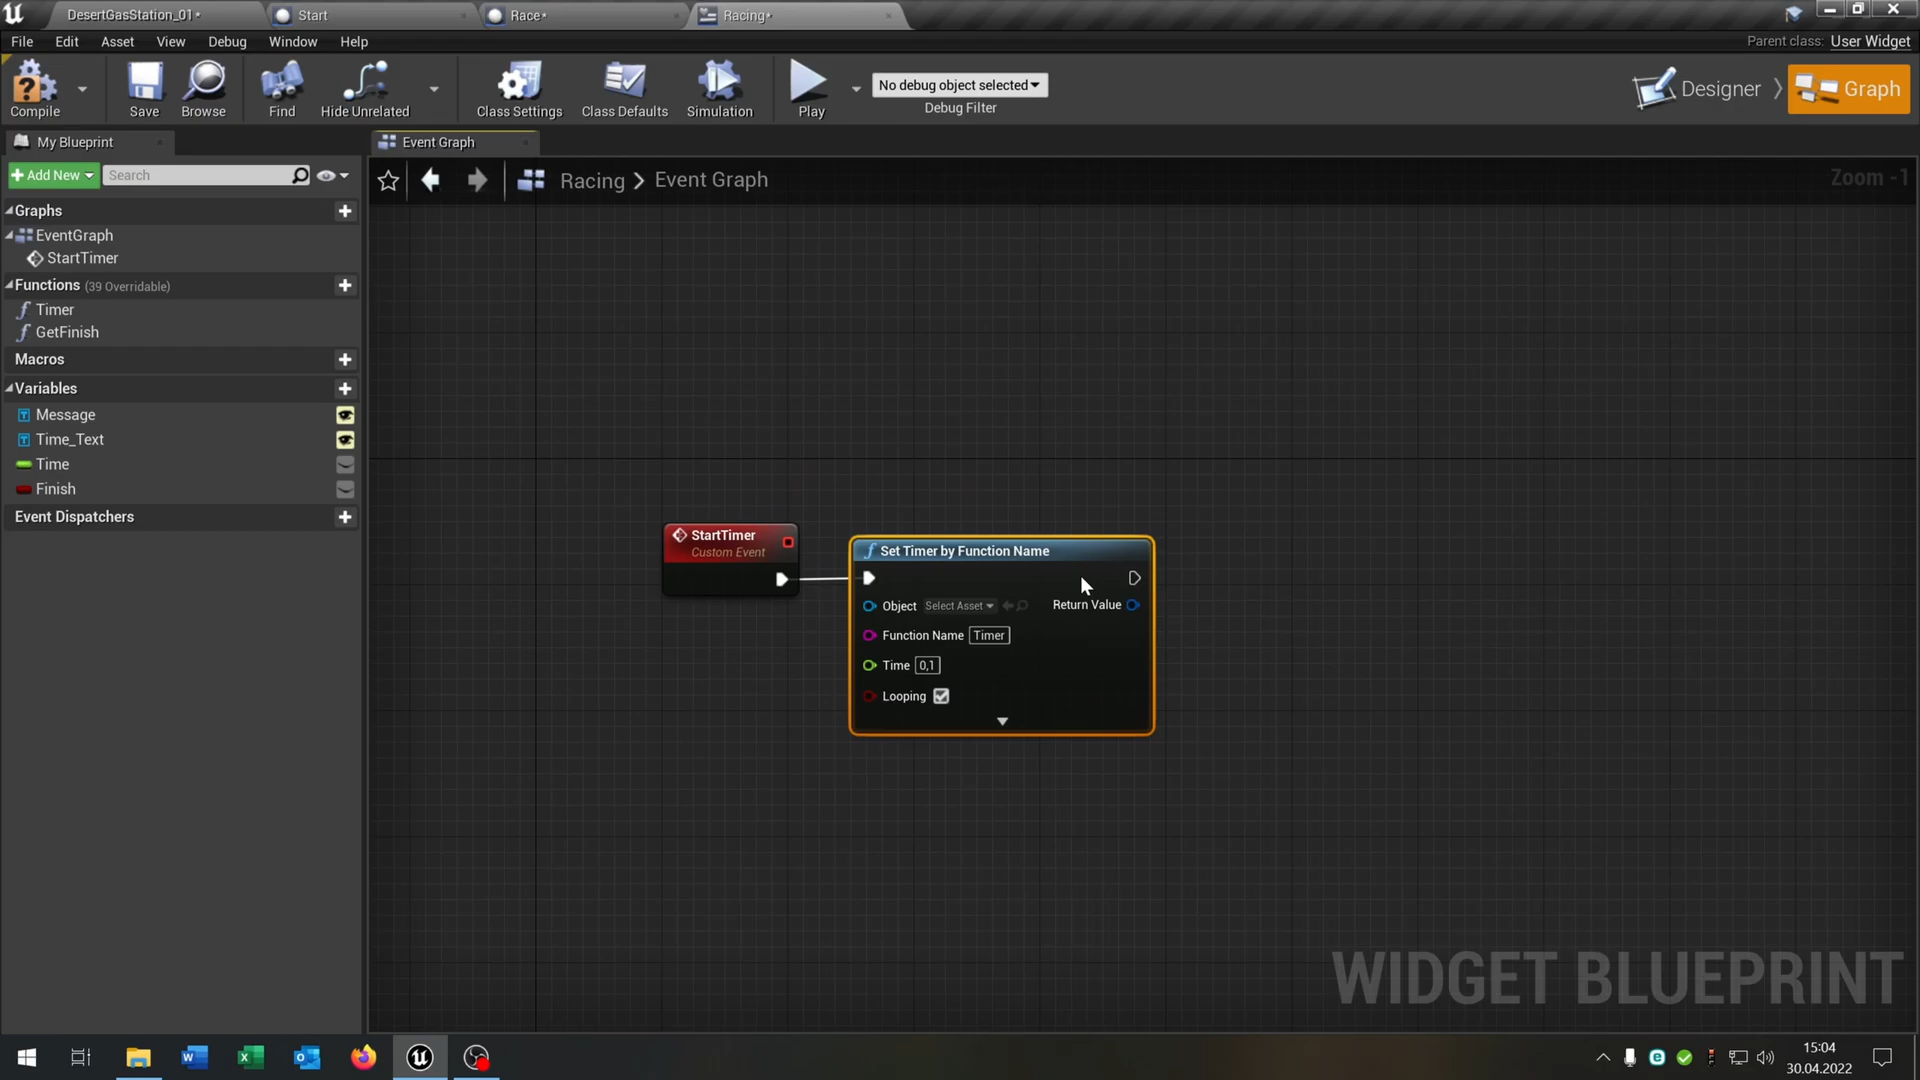 DesertGasStation_01*
Start
Race*
Racing*
File Edit Asset View Debug Window Help
Parent class: User Widget
Compile
Save
Browse
Find
Hide Unrelated
Class Settings
Class Defaults
Simulation
Play
No debug object selected
Debug Filter
Designer
Graph
My Blueprint
Event Graph
Add New
Search
Racing > Event Graph
Zoom -1
Graphs
EventGraph
StartTimer
Functions (39 Overridable)
Timer
GetFinish
Macros
Variables
Message
Time_Text
Time
Finish
Event Dispatchers
StartTimer
Custom Event
Set Timer by Function Name
Object Select Asset
Return Value
Function Name Timer
Time 0,1
Looping
WIDGET BLUEPRINT
15:04
30.04.2022